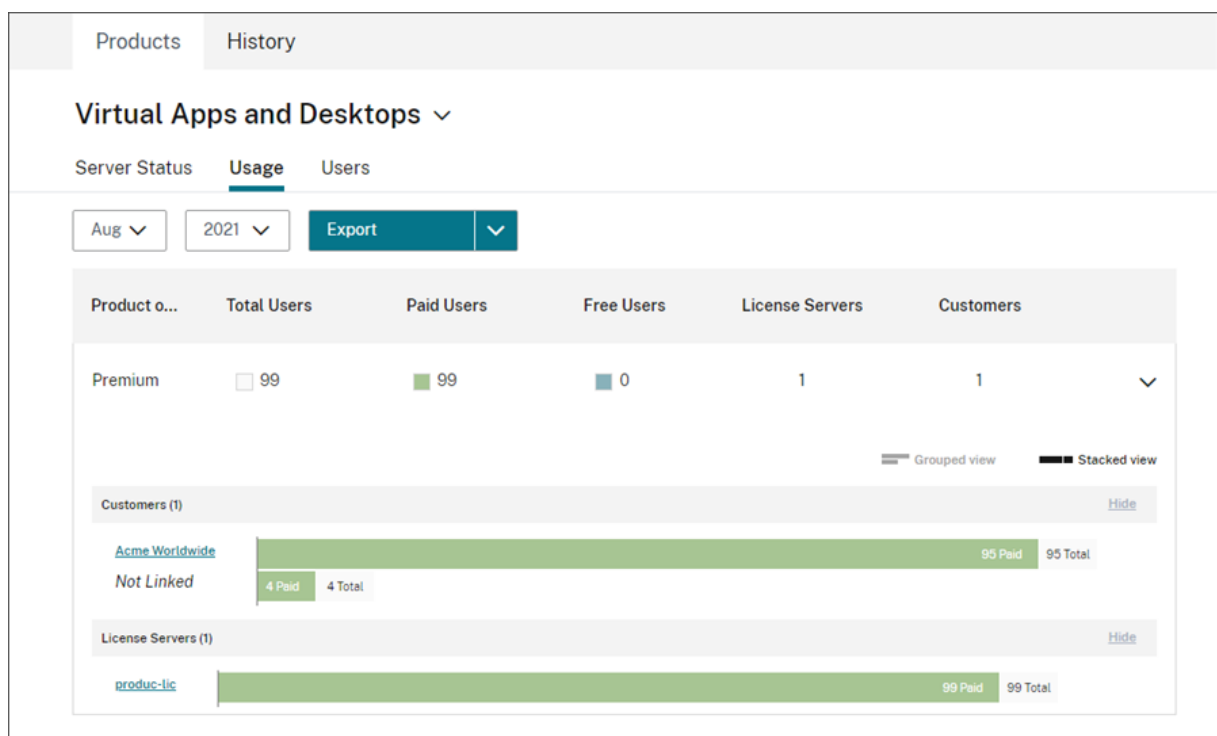 Products History
Virtual Apps and Desktops
Server Status Usage Users
Aug 2021 Export
Product o... Total Users Paid Users Free Users License Servers Customers
Premium 99 99 0 1 1
Grouped view Stacked view
Customers (1) Hide
Acme Worldwide 95 Paid 95 Total
Not Linked 4 Paid 4 Total
License Servers (1) Hide
produc-lic 99 Paid 99 Total